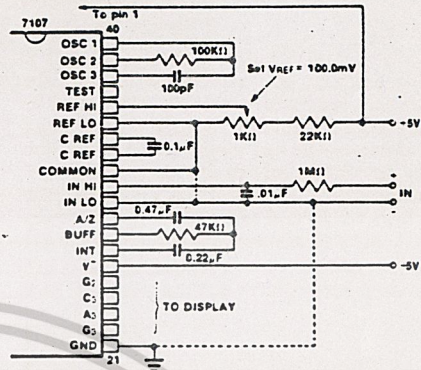 To pin 1
7107
40
OSC 1
OSC 2
OSC 3
TEST
REF HI
REF LO
C REF
C REF
COMMON
IN HI
IN LO
A/Z
BUFF
INT
V-
G2
C3
A3
G3
GND
21
100KΩ
100pF
Set VREF = 100.0mV
1KΩ
22KΩ
+5V
0.1µF
1MΩ
.01µF
+
IN
-
0.47µF
47KΩ
0.22µF
-5V
TO DISPLAY